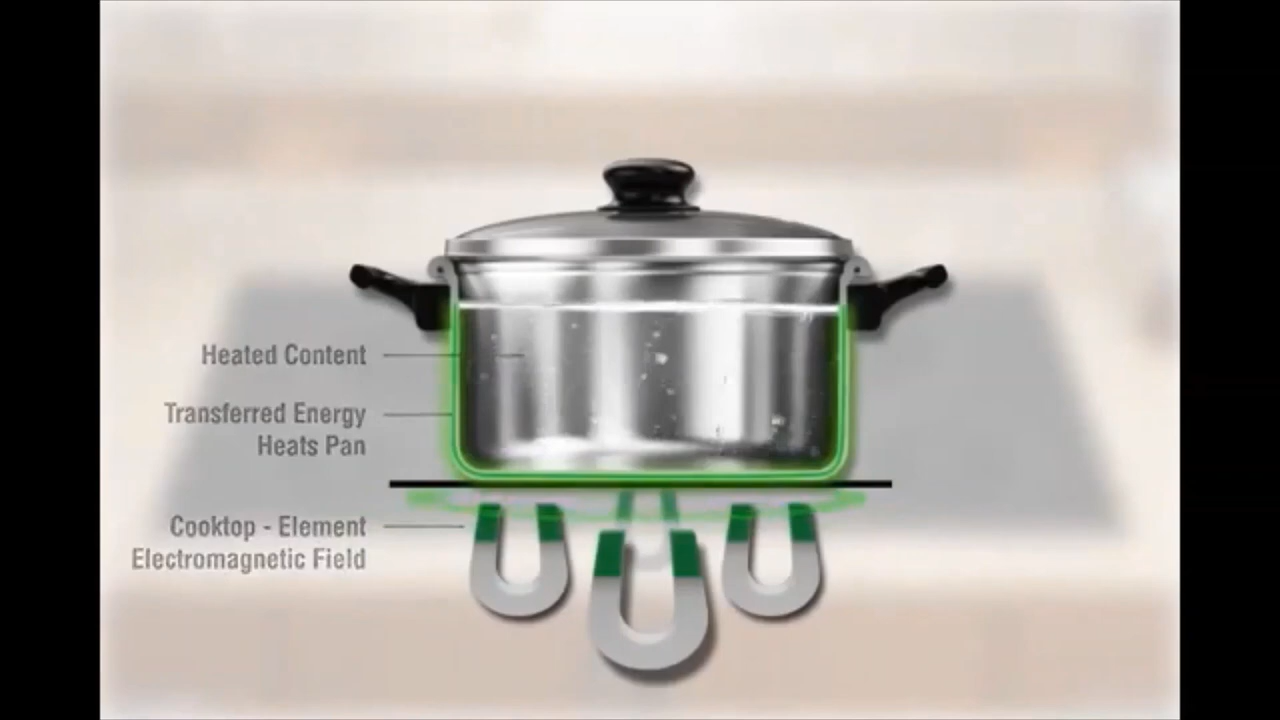 Heated Content
Transferred Energy
Heats Pan
Cooktop - Element
Electromagnetic Field